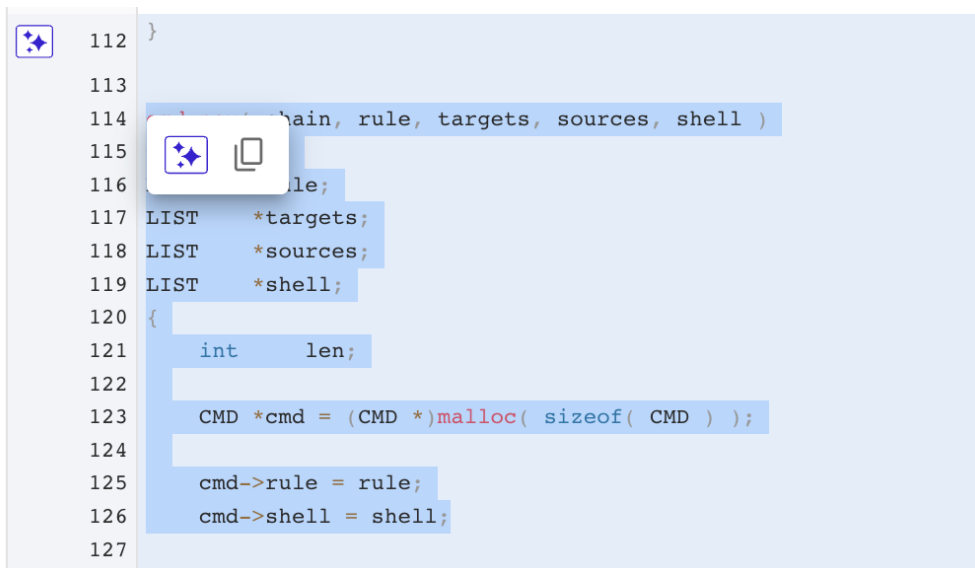 112 }
113
114 hain, rule, targets, sources, shell )
115
116 le;
117 LIST *targets;
118 LIST *sources;
119 LIST *shell;
120 {
121 int len;
122
123 CMD *cmd = (CMD *)malloc( sizeof( CMD ) );
124
125 cmd->rule = rule;
126 cmd->shell = shell;
127